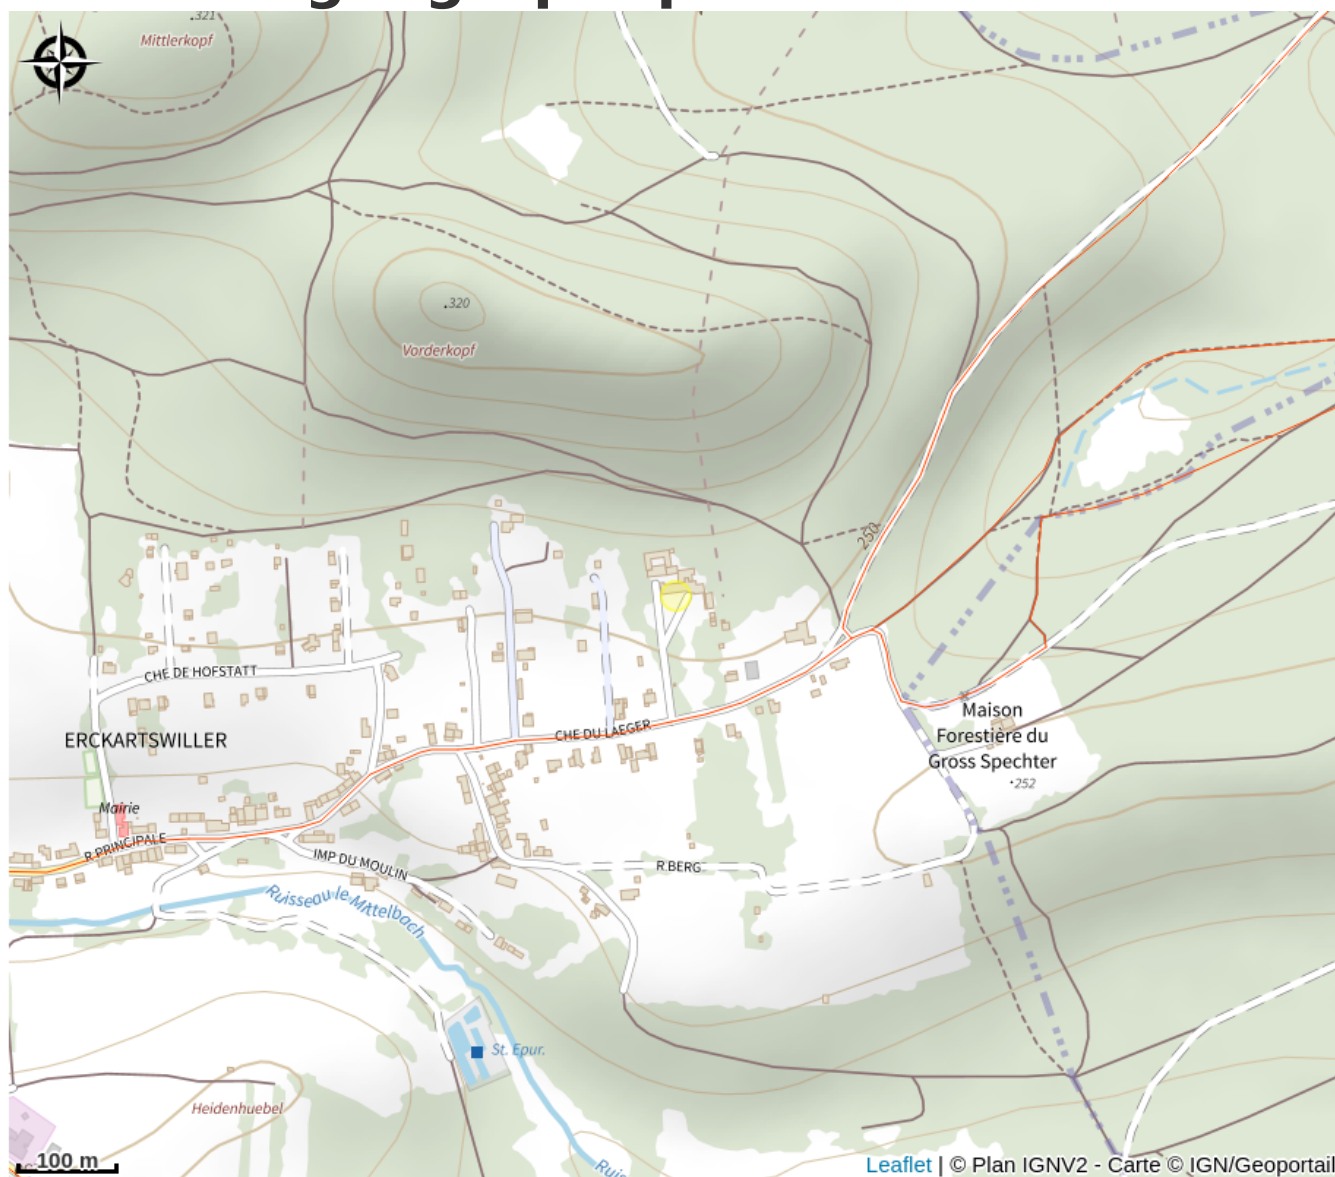 321
Mittlerkopf
320
Vorderkopf
250
CHE DE HOFSTATT
ERCKARTSWILLER
CHE DU LAEGER
Maison
Forestière du
Gross Spechter
252
Mairie
R PRINCIPALE
IMP DU MOULIN
R BERG
Ruisseau le Mittelbach
St. Epur.
Heidenhuebel
100 m
Leaflet | © Plan IGNV2 - Carte © IGN/Geoportail